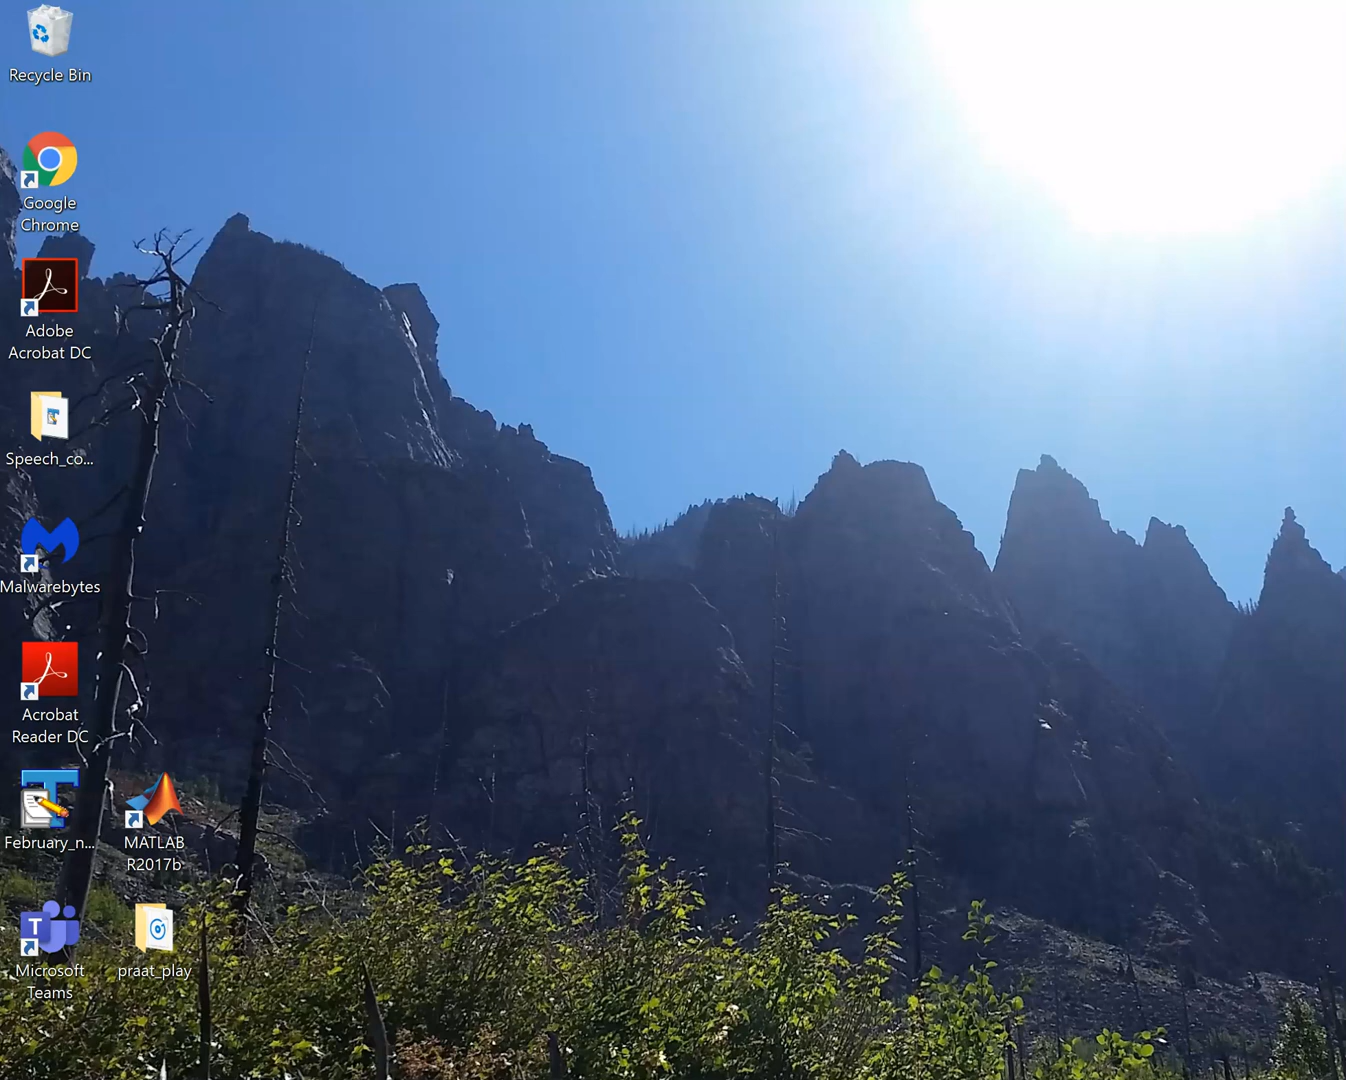 Recycle Bin
Google
Chrome
Adobe
Acrobat DC
Speech_co...
Malwarebytes
Acrobat
Reader DC
February_n...
MATLAB
R2017b
T
Microsoft
Teams
praat_play